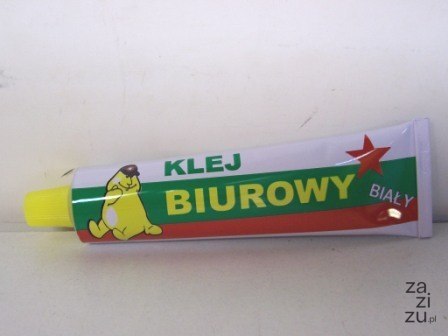 KLEJ
BIUROWY
BIAŁY
za
zi
zu.pl